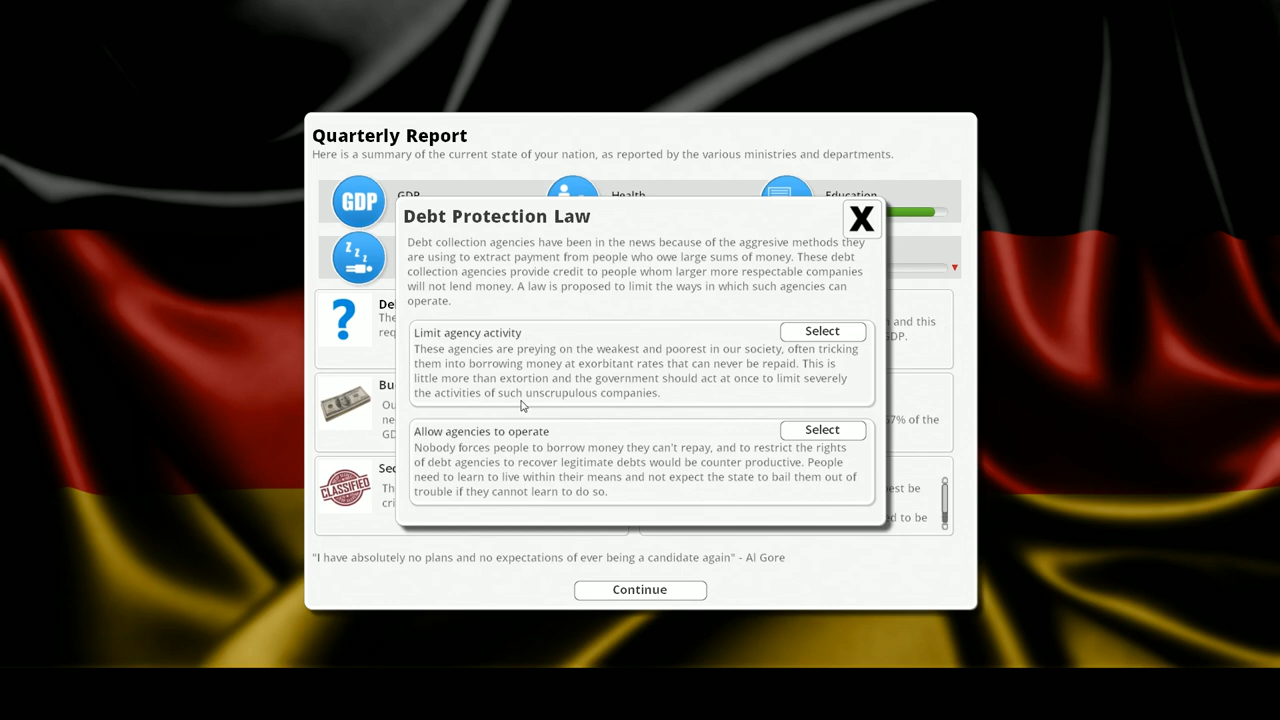 Quarterly Report
Here is a summary of the current state of your nation, as reported by the various ministries and departments.
GDP
GDP
Health
Education
Debt Protection Law
X
Debt collection agencies have been in the news because of the aggresive methods they
are using to extract payment from people who owe large sums of money. These debt
collection agencies provide credit to people whom larger more respectable companies
will not lend money. A law is proposed to limit the ways in which such agencies can
operate.
Limit agency activity
Select
These agencies are preying on the weakest and poorest in our society, often tricking
them into borrowing money at exorbitant rates that can never be repaid. This is
little more than extortion and the government should act at once to limit severely
the activities of such unscrupulous companies.
Allow agencies to operate
Select
Nobody forces people to borrow money they can't repay, and to restrict the rights
of debt agencies to recover legitimate debts would be counter productive. People
need to learn to live within their means and not expect the state to bail them out of
trouble if they cannot learn to do so.
and this
57% of the
CLASSIFIED
be
d to be
"I have absolutely no plans and no expectations of ever being a candidate again" - Al Gore
Continue